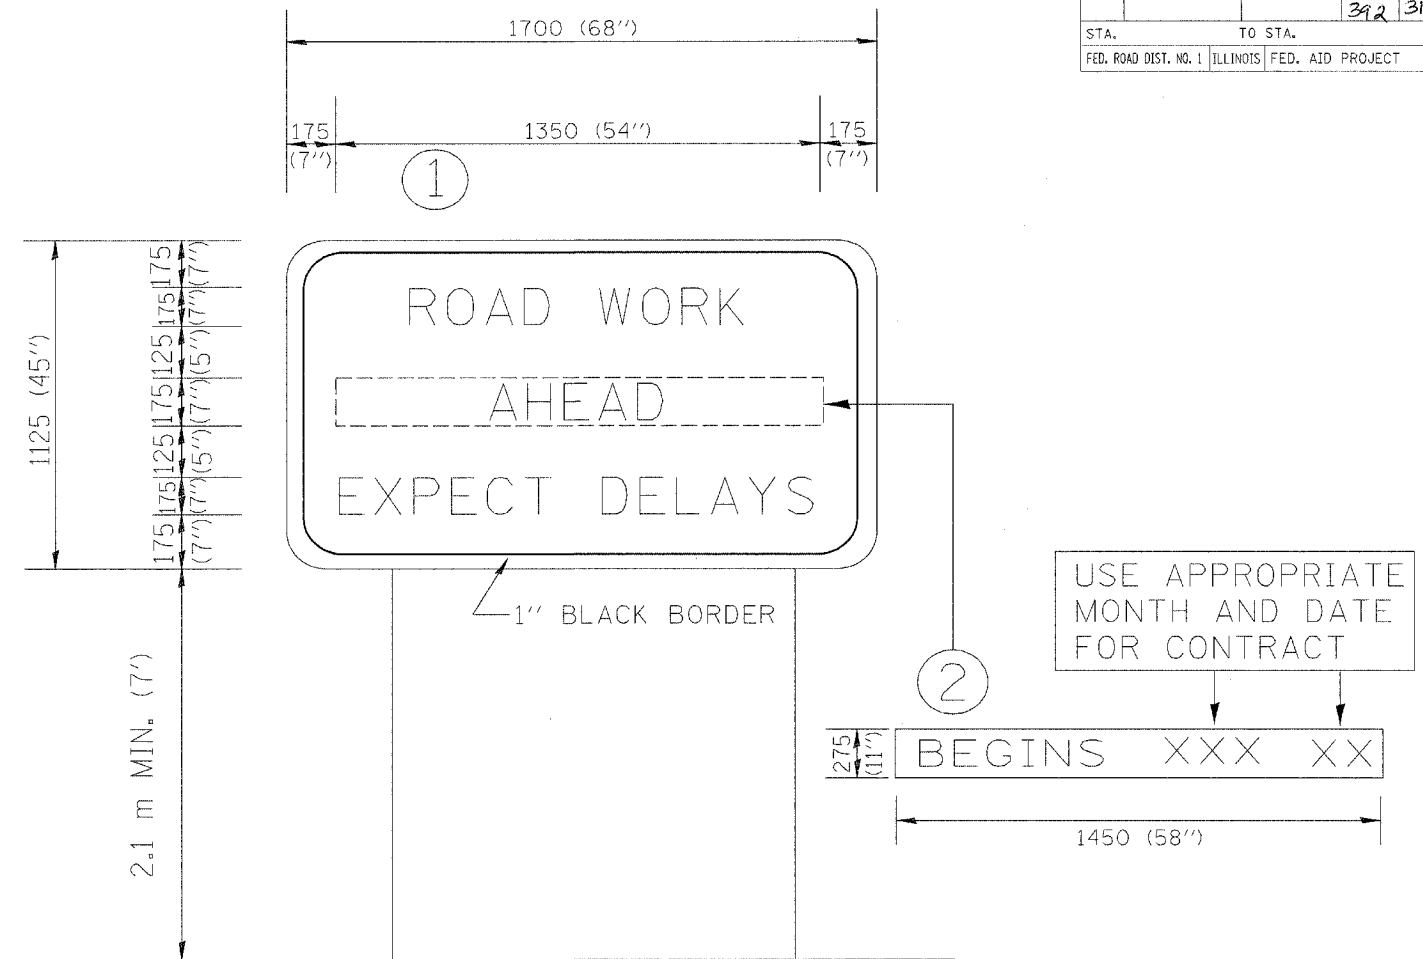 392 31
STA. TO STA.
FED. ROAD DIST. NO. 1 ILLINOIS FED. AID PROJECT
1700 (68'')
175 (7'')
1350 (54'')
175 (7'')
1
1125 (45'')
175 (7'')
175 (7'')
125 (5'')
175 (7'')
125 (5'')
175 (7'')
175 (7'')
ROAD WORK
AHEAD
EXPECT DELAYS
1'' BLACK BORDER
2.1 m MIN. (7')
2
USE APPROPRIATE
MONTH AND DATE
FOR CONTRACT
275 (11'')
BEGINS XXX XX
1450 (58'')